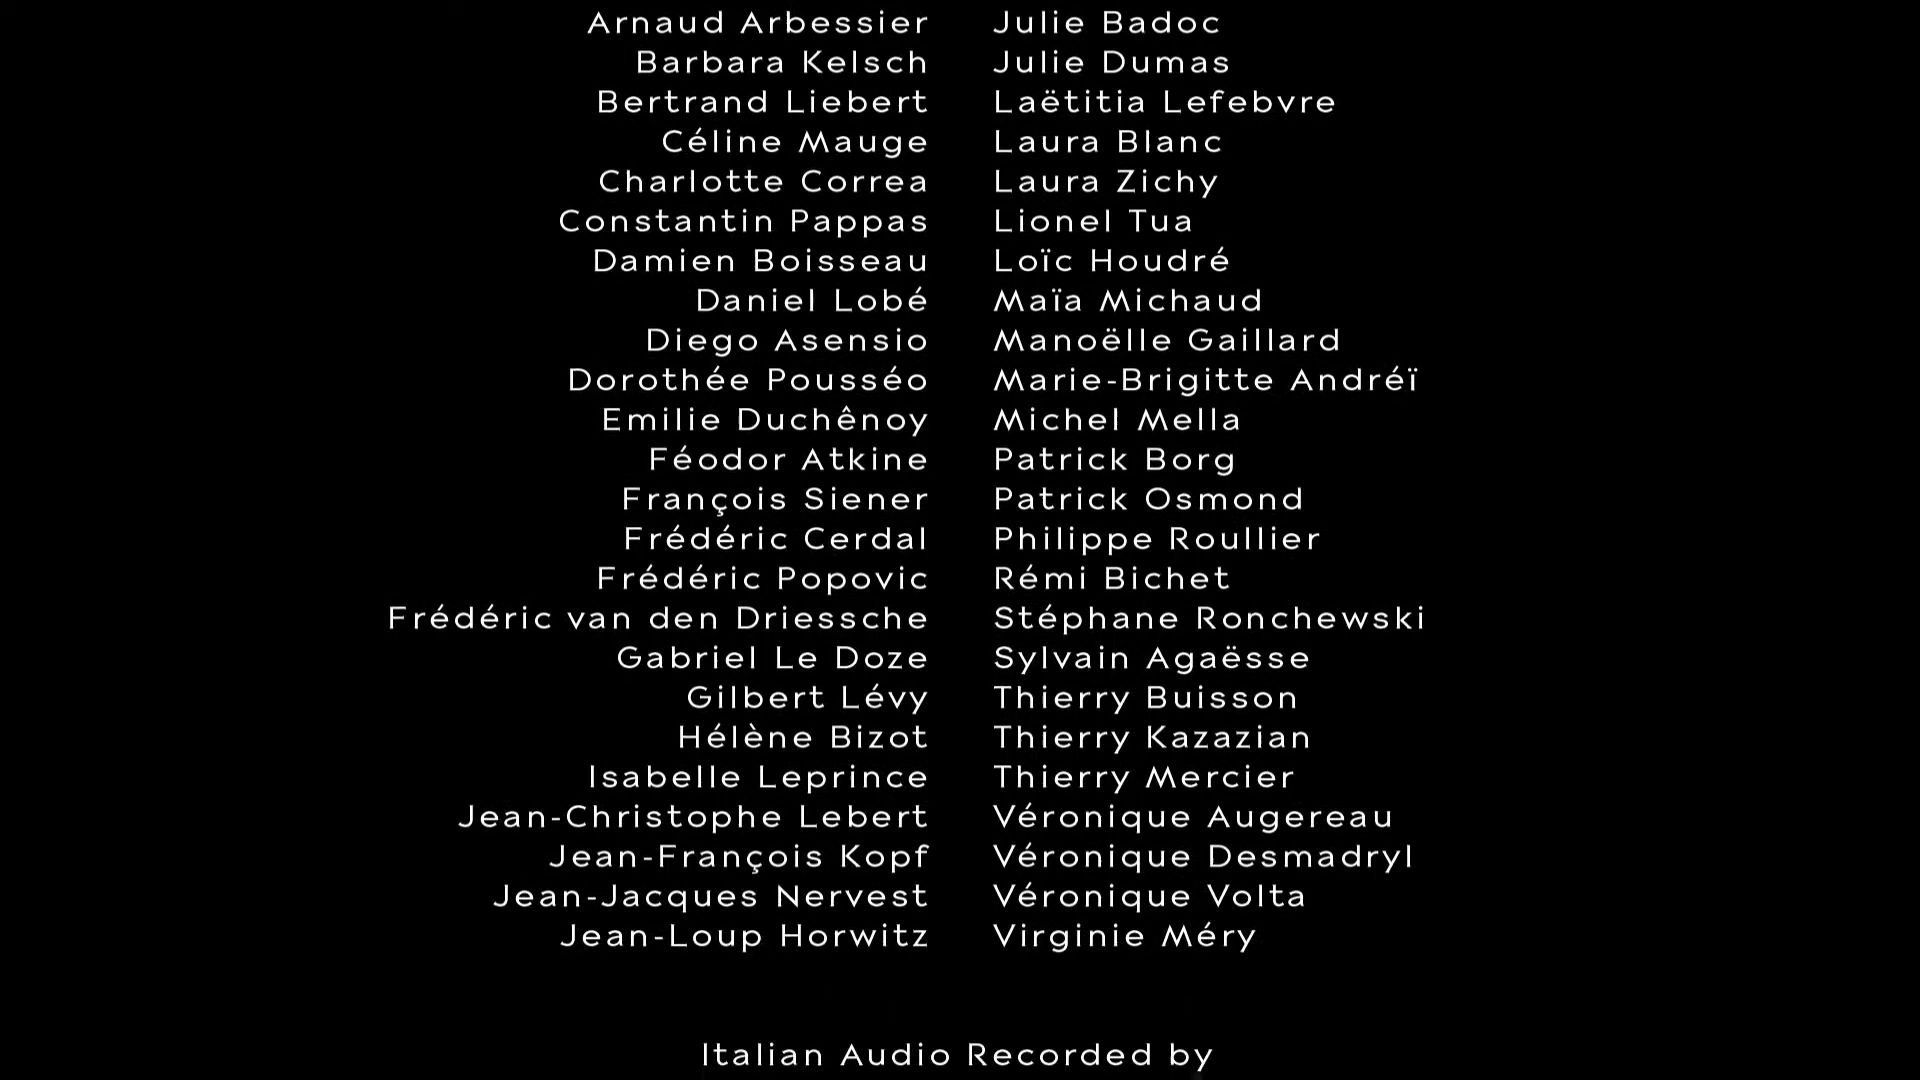 Arnaud Arbessier Julie Badoc
Barbara Kelsch Julie Dumas
Bertrand Liebert Laëtitia Lefebvre
Céline Mauge Laura Blanc
Charlotte Correa Laura Zichy
Constantin Pappas Lionel Tua
Damien Boisseau Loïc Houdré
Daniel Lobé Maïa Michaud
Diego Asensio Manoëlle Gaillard
Dorothée Pousséo Marie-Brigitte Andréï
Emilie Duchênoy Michel Mella
Féodor Atkine Patrick Borg
François Siener Patrick Osmond
Frédéric Cerdal Philippe Roullier
Frédéric Popovic Rémi Bichet
Frédéric van den Driessche Stéphane Ronchewski
Gabriel Le Doze Sylvain Agaësse
Gilbert Lévy Thierry Buisson
Hélène Bizot Thierry Kazazian
Isabelle Leprince Thierry Mercier
Jean-Christophe Lebert Véronique Augereau
Jean-François Kopf Véronique Desmadryl
Jean-Jacques Nervest Véronique Volta
Jean-Loup Horwitz Virginie Méry
Italian Audio Recorded by